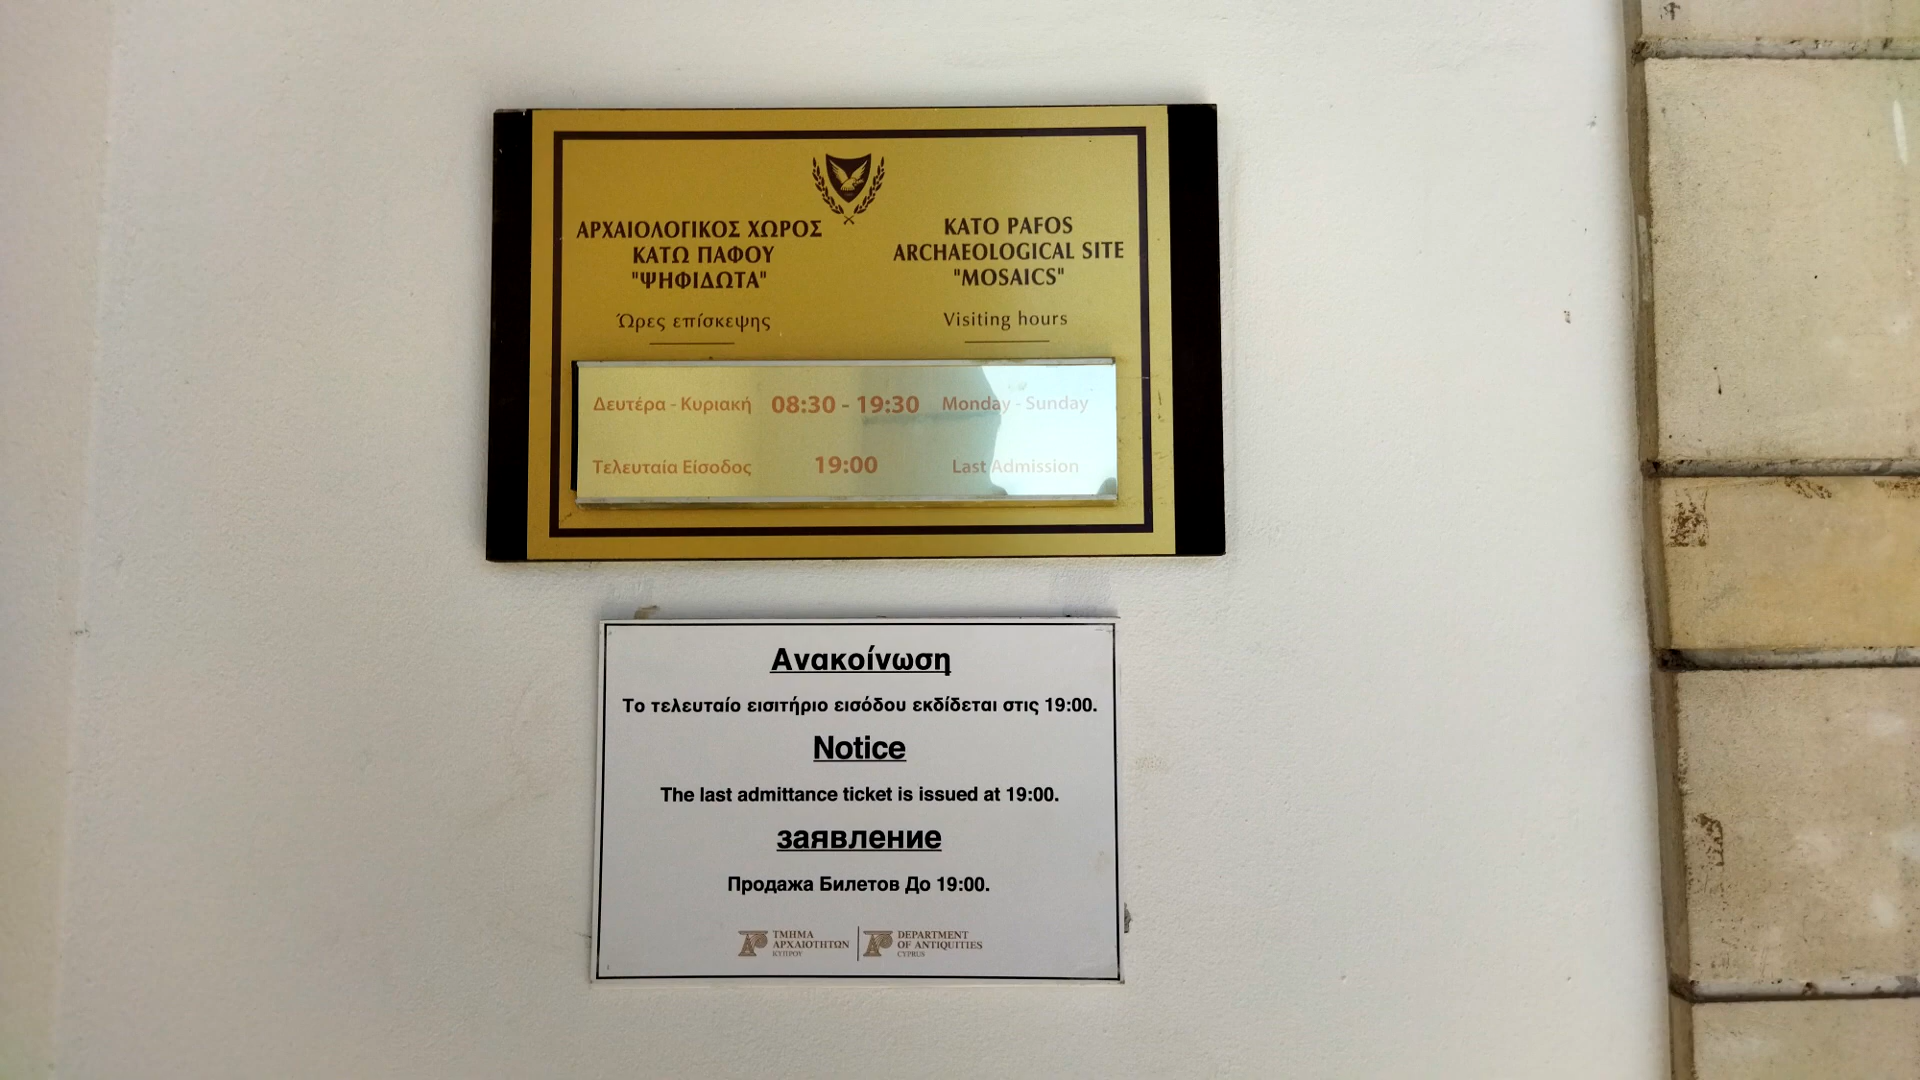 ΑΡΧΑΙΟΛΟΓΙΚΟΣ ΧΩΡΟΣ
ΚΑΤΩ ΠΑΦΟΥ
"ΨΗΦΙΔΩΤΑ"
Ώρες επίσκεψης
KATO PAFOS
ARCHAEOLOGICAL SITE
"MOSAICS"
Visiting hours
Δευτέρα - Κυριακή 08:30 - 19:30 Monday - Sunday
Τελευταία Είσοδος 19:00 Last Admission
Ανακοίνωση
Το τελευταίο εισιτήριο εισόδου εκδίδεται στις 19:00.
Notice
The last admittance ticket is issued at 19:00.
заявление
Продажа Билетов До 19:00.
ΤΜΗΜΑ
ΑΡΧΑΙΟΤΗΤΩΝ
ΚΥΠΡΟΥ
DEPARTMENT
OF ANTIQUITIES
CYPRUS